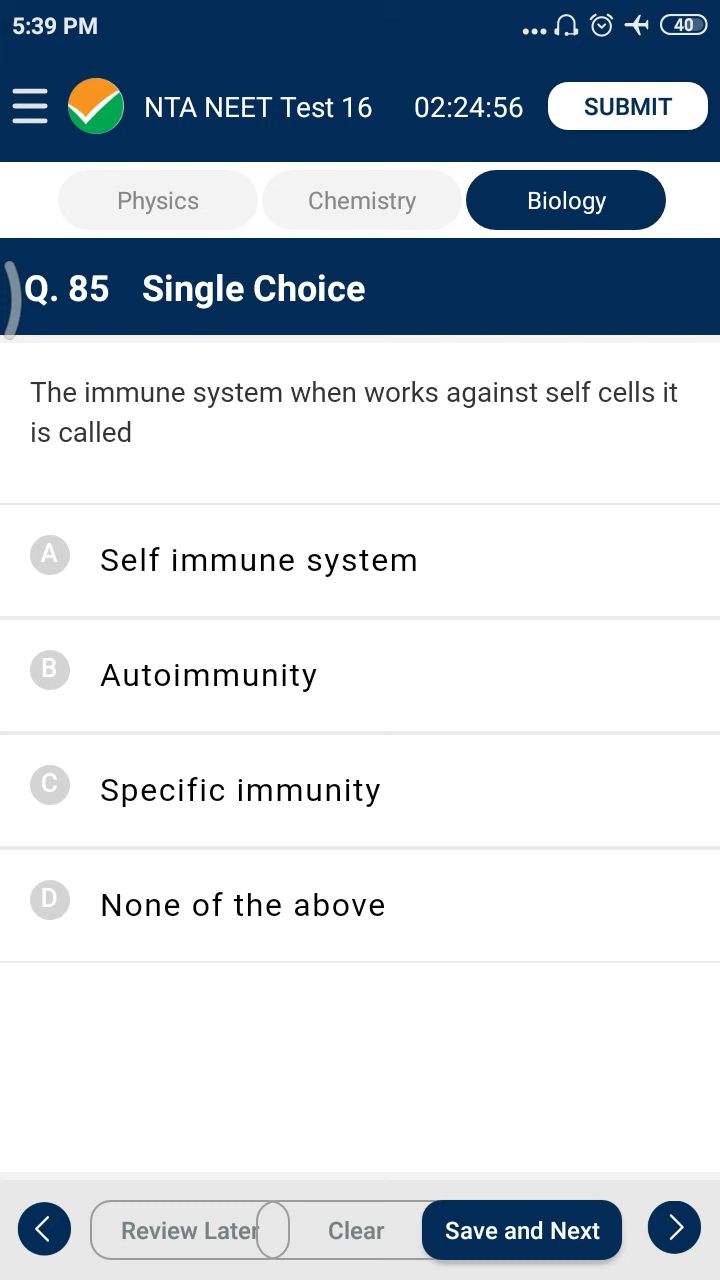 5:39 PM
40
NTA NEET Test 16 02:24:56 SUBMIT
Physics Chemistry Biology
Q. 85 Single Choice
The immune system when works against self cells it
is called
A Self immune system
B Autoimmunity
C Specific immunity
D None of the above
Review Later Clear Save and Next